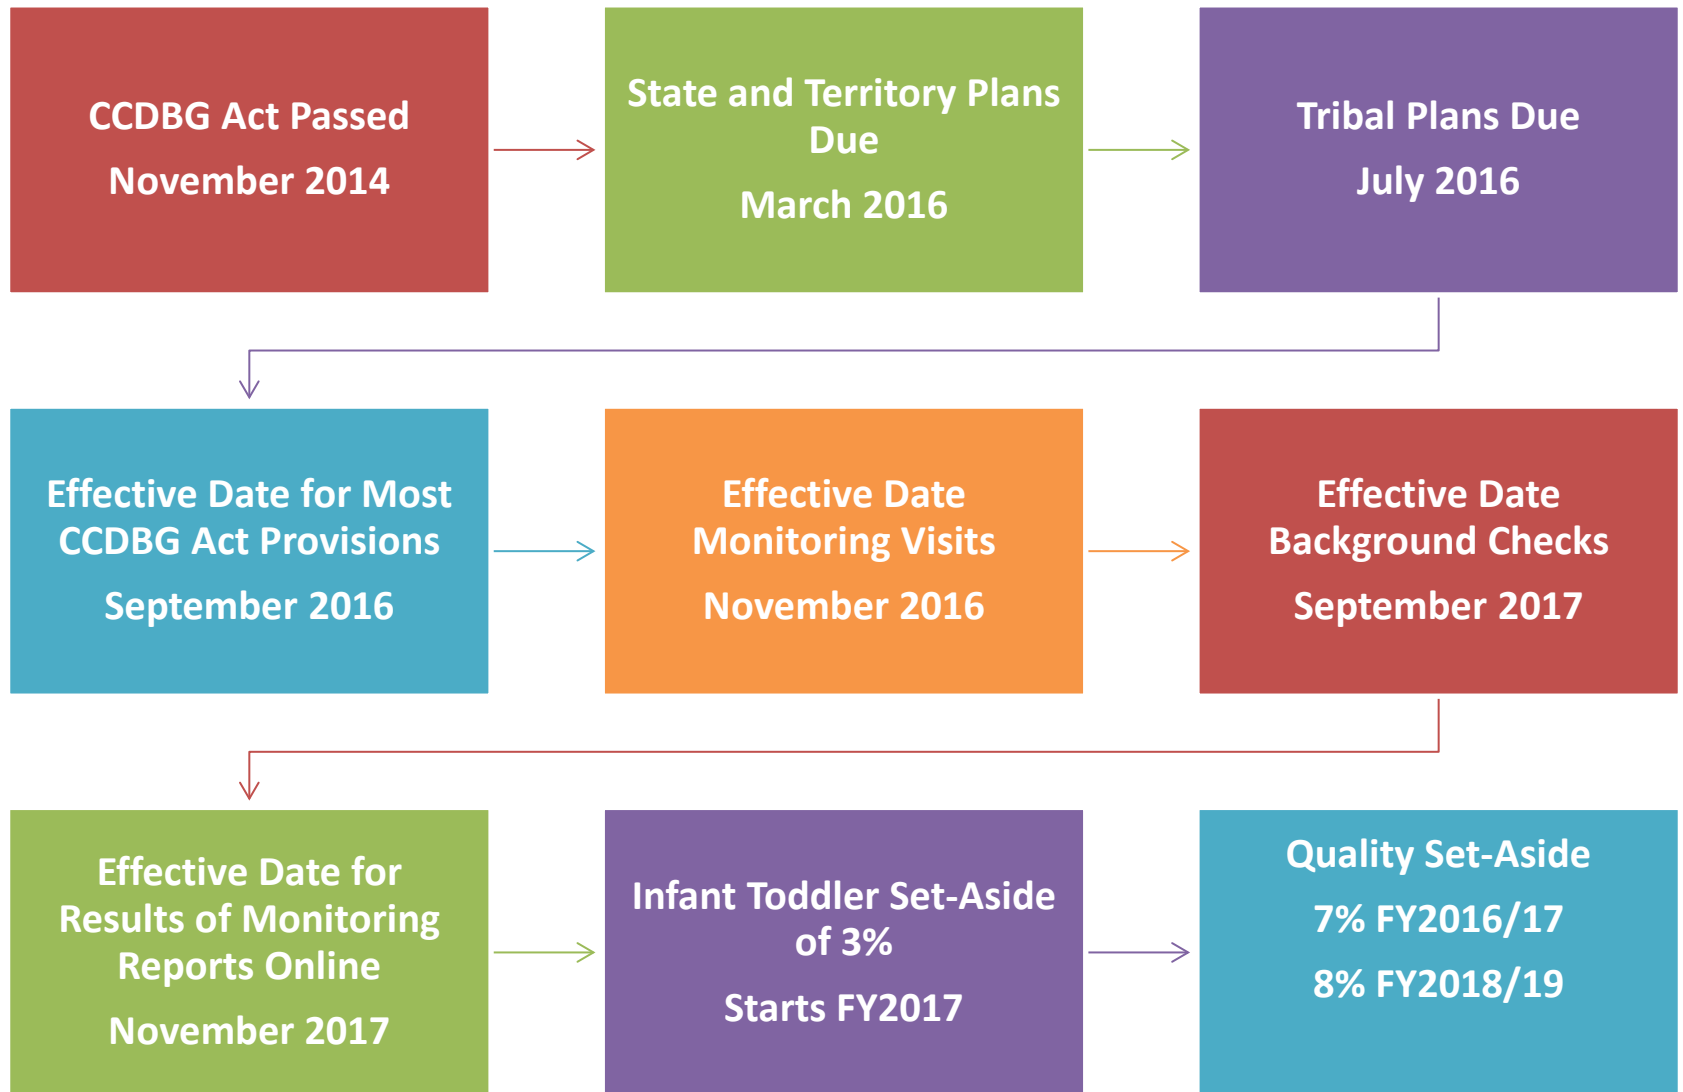 CCDBG Act Passed
November 2014
State and Territory Plans
Due
March 2016
Tribal Plans Due
July 2016
Effective Date for Most
CCDBG Act Provisions
September 2016
Effective Date
Monitoring Visits
November 2016
Effective Date
Background Checks
September 2017
Effective Date for
Results of Monitoring
Reports Online
November 2017
Infant Toddler Set-Aside
of 3%
Starts FY2017
Quality Set-Aside
7% FY2016/17
8% FY2018/19